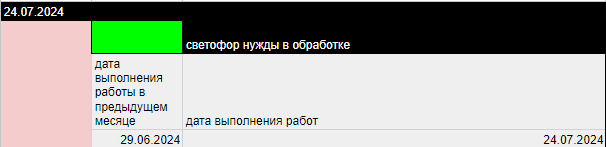 24.07.2024
светофор нужды в обработке
дата
выполнения
работы в
предыдущем
месяце
дата выполнения работ
29.06.2024
24.07.2024